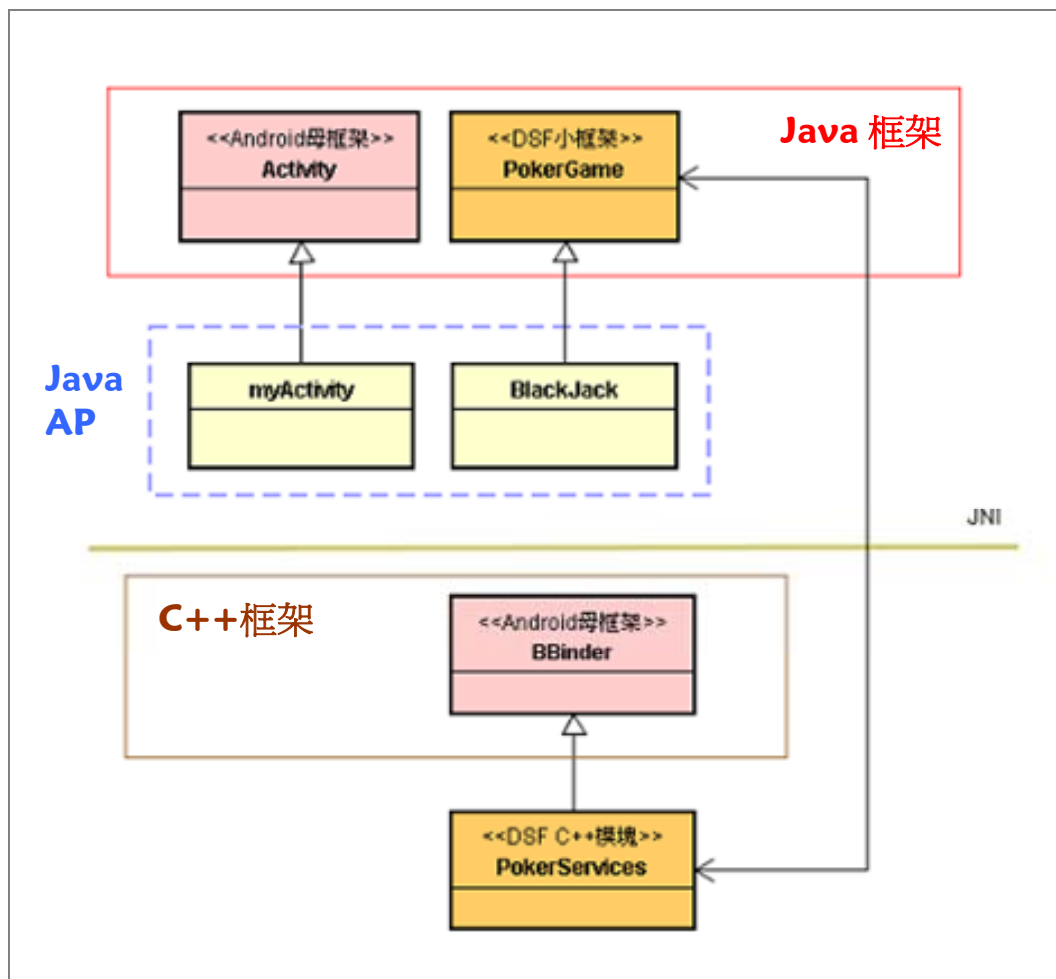 <<Android母框架>>
Activity
<<DSF小框架>>
PokerGame
Java 框架
Java
AP
myActivity
BlackJack
JNI
C++框架
<<Android母框架>>
BBinder
<<DSF C++模塊>>
PokerServices